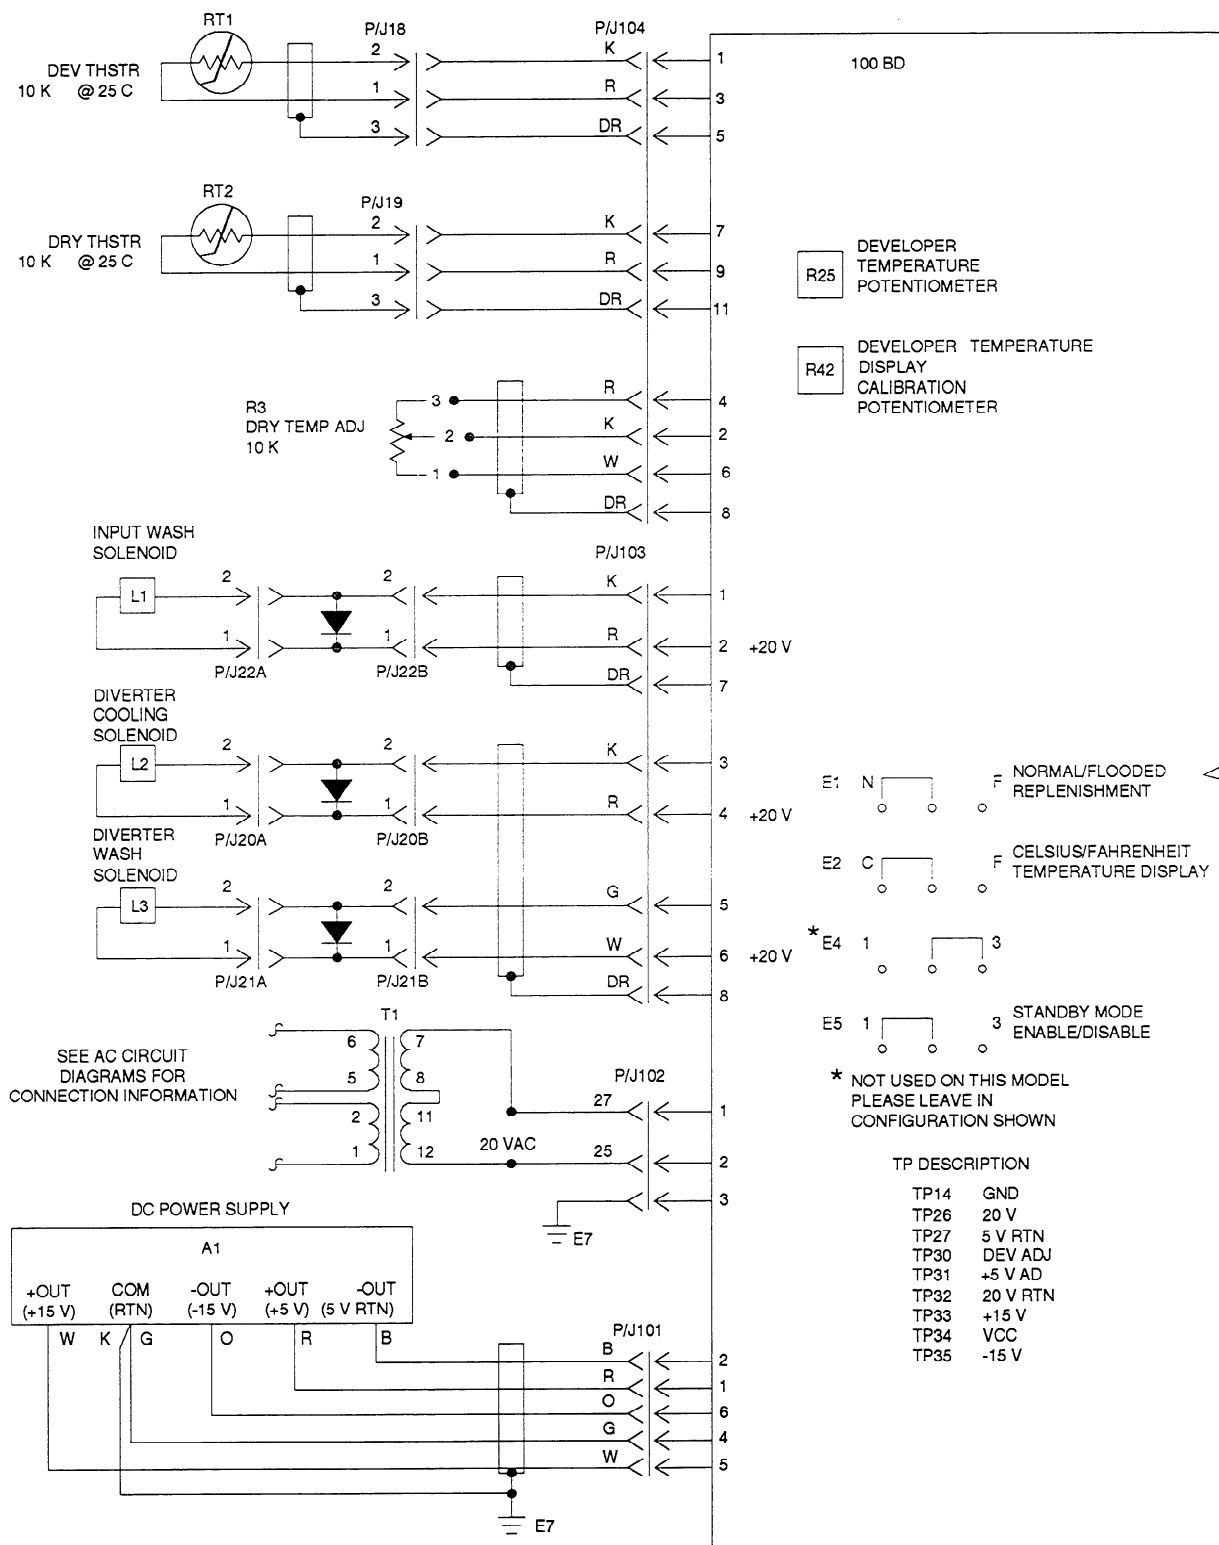 RT1
P/J18
P/J104
100 BD
DEV THSTR
10 K @ 25 C
2
K
1
1
R
3
3
DR
5
RT2
P/J19
DRY THSTR
10 K @ 25 C
2
K
7
1
R
9
3
DR
11
R25
DEVELOPER
TEMPERATURE
POTENTIOMETER
R42
DEVELOPER TEMPERATURE
DISPLAY
CALIBRATION
POTENTIOMETER
R3
DRY TEMP ADJ
10 K
3
R
4
2
K
2
1
W
6
DR
8
INPUT WASH
SOLENOID
P/J103
L1
2
2
K
1
1
1
R
2
+20 V
P/J22A
P/J22B
DR
7
DIVERTER
COOLING
SOLENOID
L2
2
2
K
3
1
1
R
4
+20 V
P/J20A
P/J20B
DIVERTER
WASH
SOLENOID
L3
2
2
G
5
1
1
W
6
+20 V
P/J21A
P/J21B
DR
8
E1
N
F
NORMAL/FLOODED
REPLENISHMENT
E2
C
F
CELSIUS/FAHRENHEIT
TEMPERATURE DISPLAY
* E4
1
3
E5
1
3
STANDBY MODE
ENABLE/DISABLE
* NOT USED ON THIS MODEL
PLEASE LEAVE IN
CONFIGURATION SHOWN
T1
6
7
5
8
2
11
1
12
SEE AC CIRCUIT
DIAGRAMS FOR
CONNECTION INFORMATION
20 VAC
P/J102
27
1
25
2
3
E7
TP DESCRIPTION
TP14 GND
TP26 20 V
TP27 5 V RTN
TP30 DEV ADJ
TP31 +5 V AD
TP32 20 V RTN
TP33 +15 V
TP34 VCC
TP35 -15 V
DC POWER SUPPLY
A1
+OUT
(+15 V)
COM
(RTN)
-OUT
(-15 V)
+OUT
(+5 V)
-OUT
(5 V RTN)
W
K
G
O
R
B
P/J101
B
2
R
1
O
6
G
4
W
5
E7